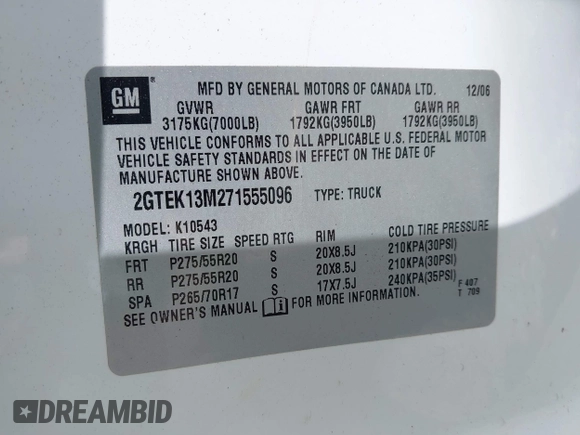 GM
MFD BY GENERAL MOTORS OF CANADA LTD. 12/06
GVWR GAWR FRT GAWR RR
3175KG(7000LB) 1792KG(3950LB) 1792KG(3950LB)
THIS VEHICLE CONFORMS TO ALL APPLICABLE U.S. FEDERAL MOTOR
VEHICLE SAFETY STANDARDS IN EFFECT ON THE DATE OF
MANUFACTURE SHOWN ABOVE.
2GTEK13M271555096 TYPE: TRUCK
MODEL: K10543
KRGH TIRE SIZE SPEED RTG RIM COLD TIRE PRESSURE
FRT P275/55R20 S 20X8.5J 210KPA(30PSI)
RR P275/55R20 S 20X8.5J 210KPA(30PSI)
SPA P265/70R17 S 17X7.5J 240KPA(35PSI)
SEE OWNER'S MANUAL FOR MORE INFORMATION.
F 407
T 709
DREAMBID